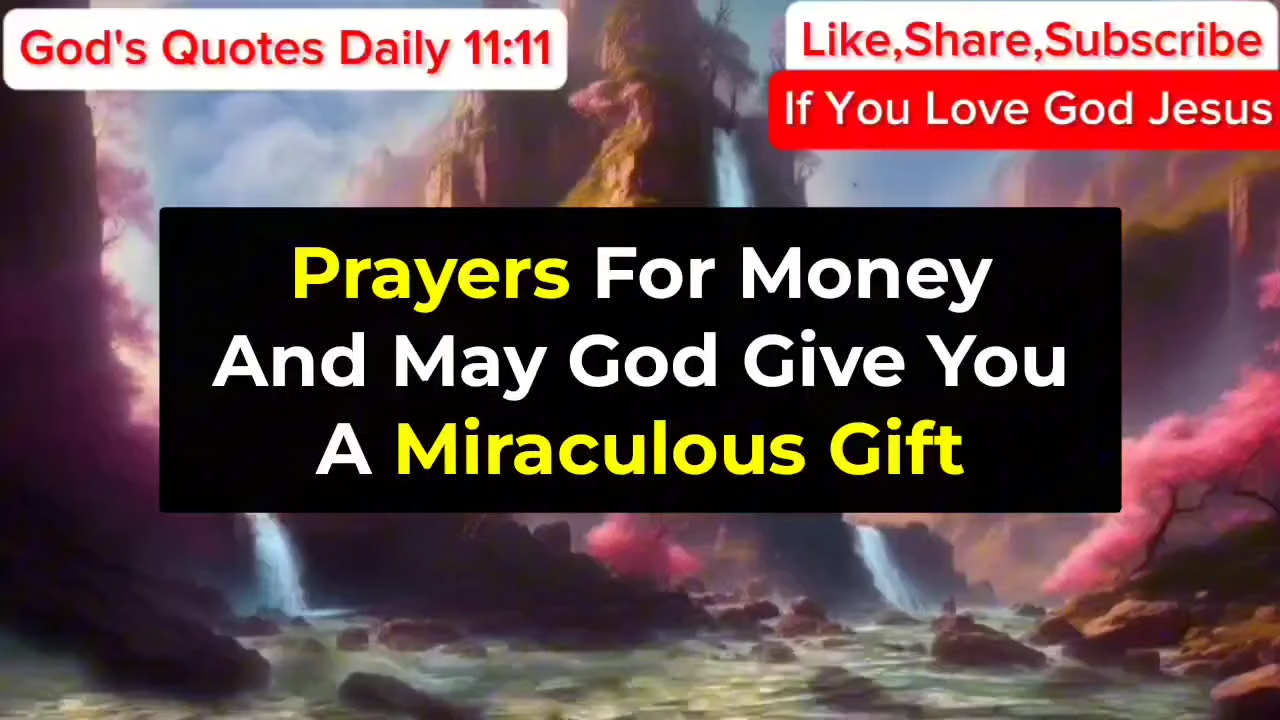 God's Quotes Daily 11:11
Like,Share,Subscribe
If You Love God Jesus
Prayers For Money
And May God Give You
A Miraculous Gift